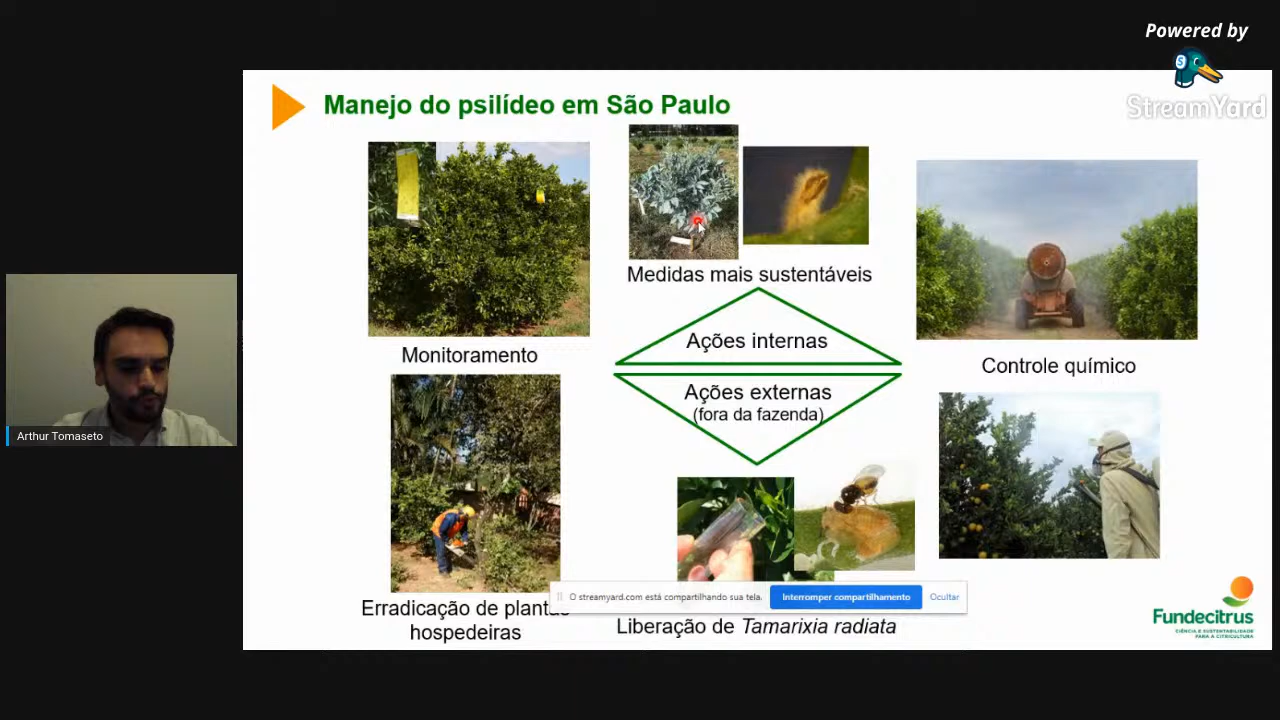 Powered by
StreamYard
Manejo do psilídeo em São Paulo
Medidas mais sustentáveis
Ações internas
Monitoramento
Controle químico
Ações externas
(fora da fazenda)
Arthur Tomaseto
O streamyard.com está compartilhando sua tela.
Interromper compartilhamento
Ocultar
Erradicação de plantas
hospedeiras
Liberação de Tamarixia radiata
Fundecitrus
CIÊNCIA E SUSTENTABILIDADE
PARA A CITRICULTURA